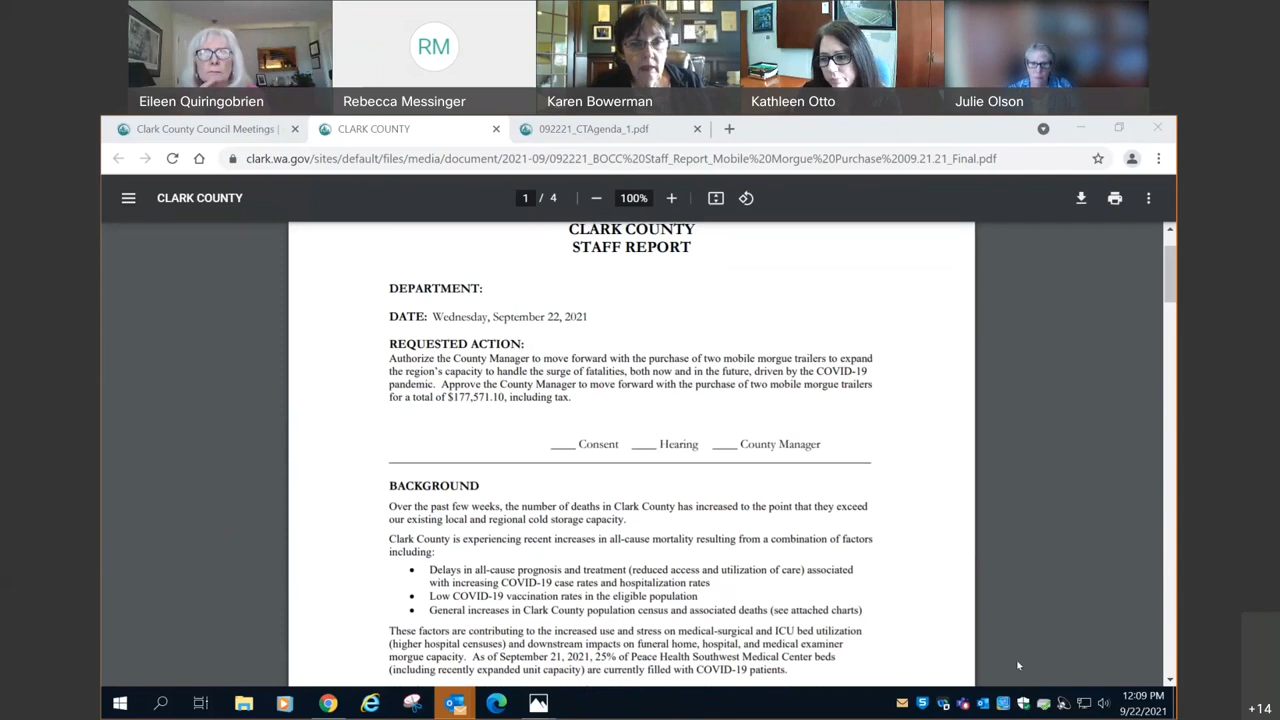 RM
Eileen Quiringobrien
Rebecca Messinger
Karen Bowerman
Kathleen Otto
Julie Olson
Clark County Council Meetings |
CLARK COUNTY
092221_CTAgenda_1.pdf
clark.wa.gov/sites/default/files/media/document/2021-09/092221_BOCC%20Staff_Report_Mobile%20Morgue%20Purchase%2009.21.21_Final.pdf
CLARK COUNTY
1 / 4
100%
CLARK COUNTY
STAFF REPORT
DEPARTMENT:
DATE: Wednesday, September 22, 2021
REQUESTED ACTION:
Authorize the County Manager to move forward with the purchase of two mobile morgue trailers to expand
the region's capacity to handle the surge of fatalities, both now and in the future, driven by the COVID-19
pandemic. Approve the County Manager to move forward with the purchase of two mobile morgue trailers
for a total of $177,571.10, including tax.
____ Consent ____ Hearing ____ County Manager
BACKGROUND
Over the past few weeks, the number of deaths in Clark County has increased to the point that they exceed
our existing local and regional cold storage capacity.
Clark County is experiencing recent increases in all-cause mortality resulting from a combination of factors
including:
• Delays in all-cause prognosis and treatment (reduced access and utilization of care) associated
with increasing COVID-19 case rates and hospitalization rates
• Low COVID-19 vaccination rates in the eligible population
• General increases in Clark County population census and associated deaths (see attached charts)
These factors are contributing to the increased use and stress on medical-surgical and ICU bed utilization
(higher hospital censuses) and downstream impacts on funeral home, hospital, and medical examiner
morgue capacity. As of September 21, 2021, 25% of Peace Health Southwest Medical Center beds
(including recently expanded unit capacity) are currently filled with COVID-19 patients.
12:09 PM
9/22/2021
+14